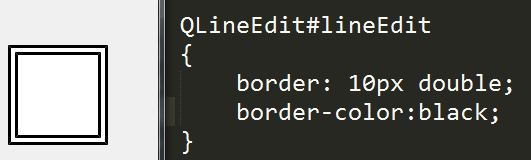 QLineEdit#lineEdit
{
    border: 10px double;
    border-color:black;
}